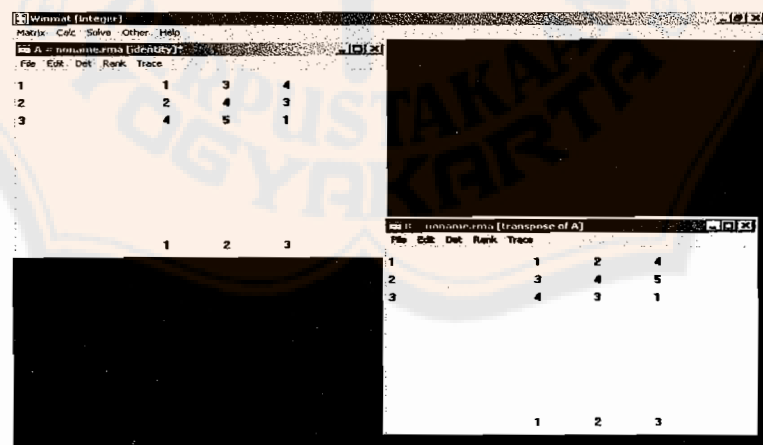 Winmat (Integer)
Matrix Calc Solve Other Help
A = noname.rma [identity]*
File Edit Det Rank Trace
1 1 3 4
2 2 4 3
3 4 5 1
1 2 3
noname.rma [transpose of A]
File Edit Det Rank Trace
1 1 2 4
2 3 4 5
3 4 3 1
1 2 3
PERPUSTAKAAN
YOGYAKARTA